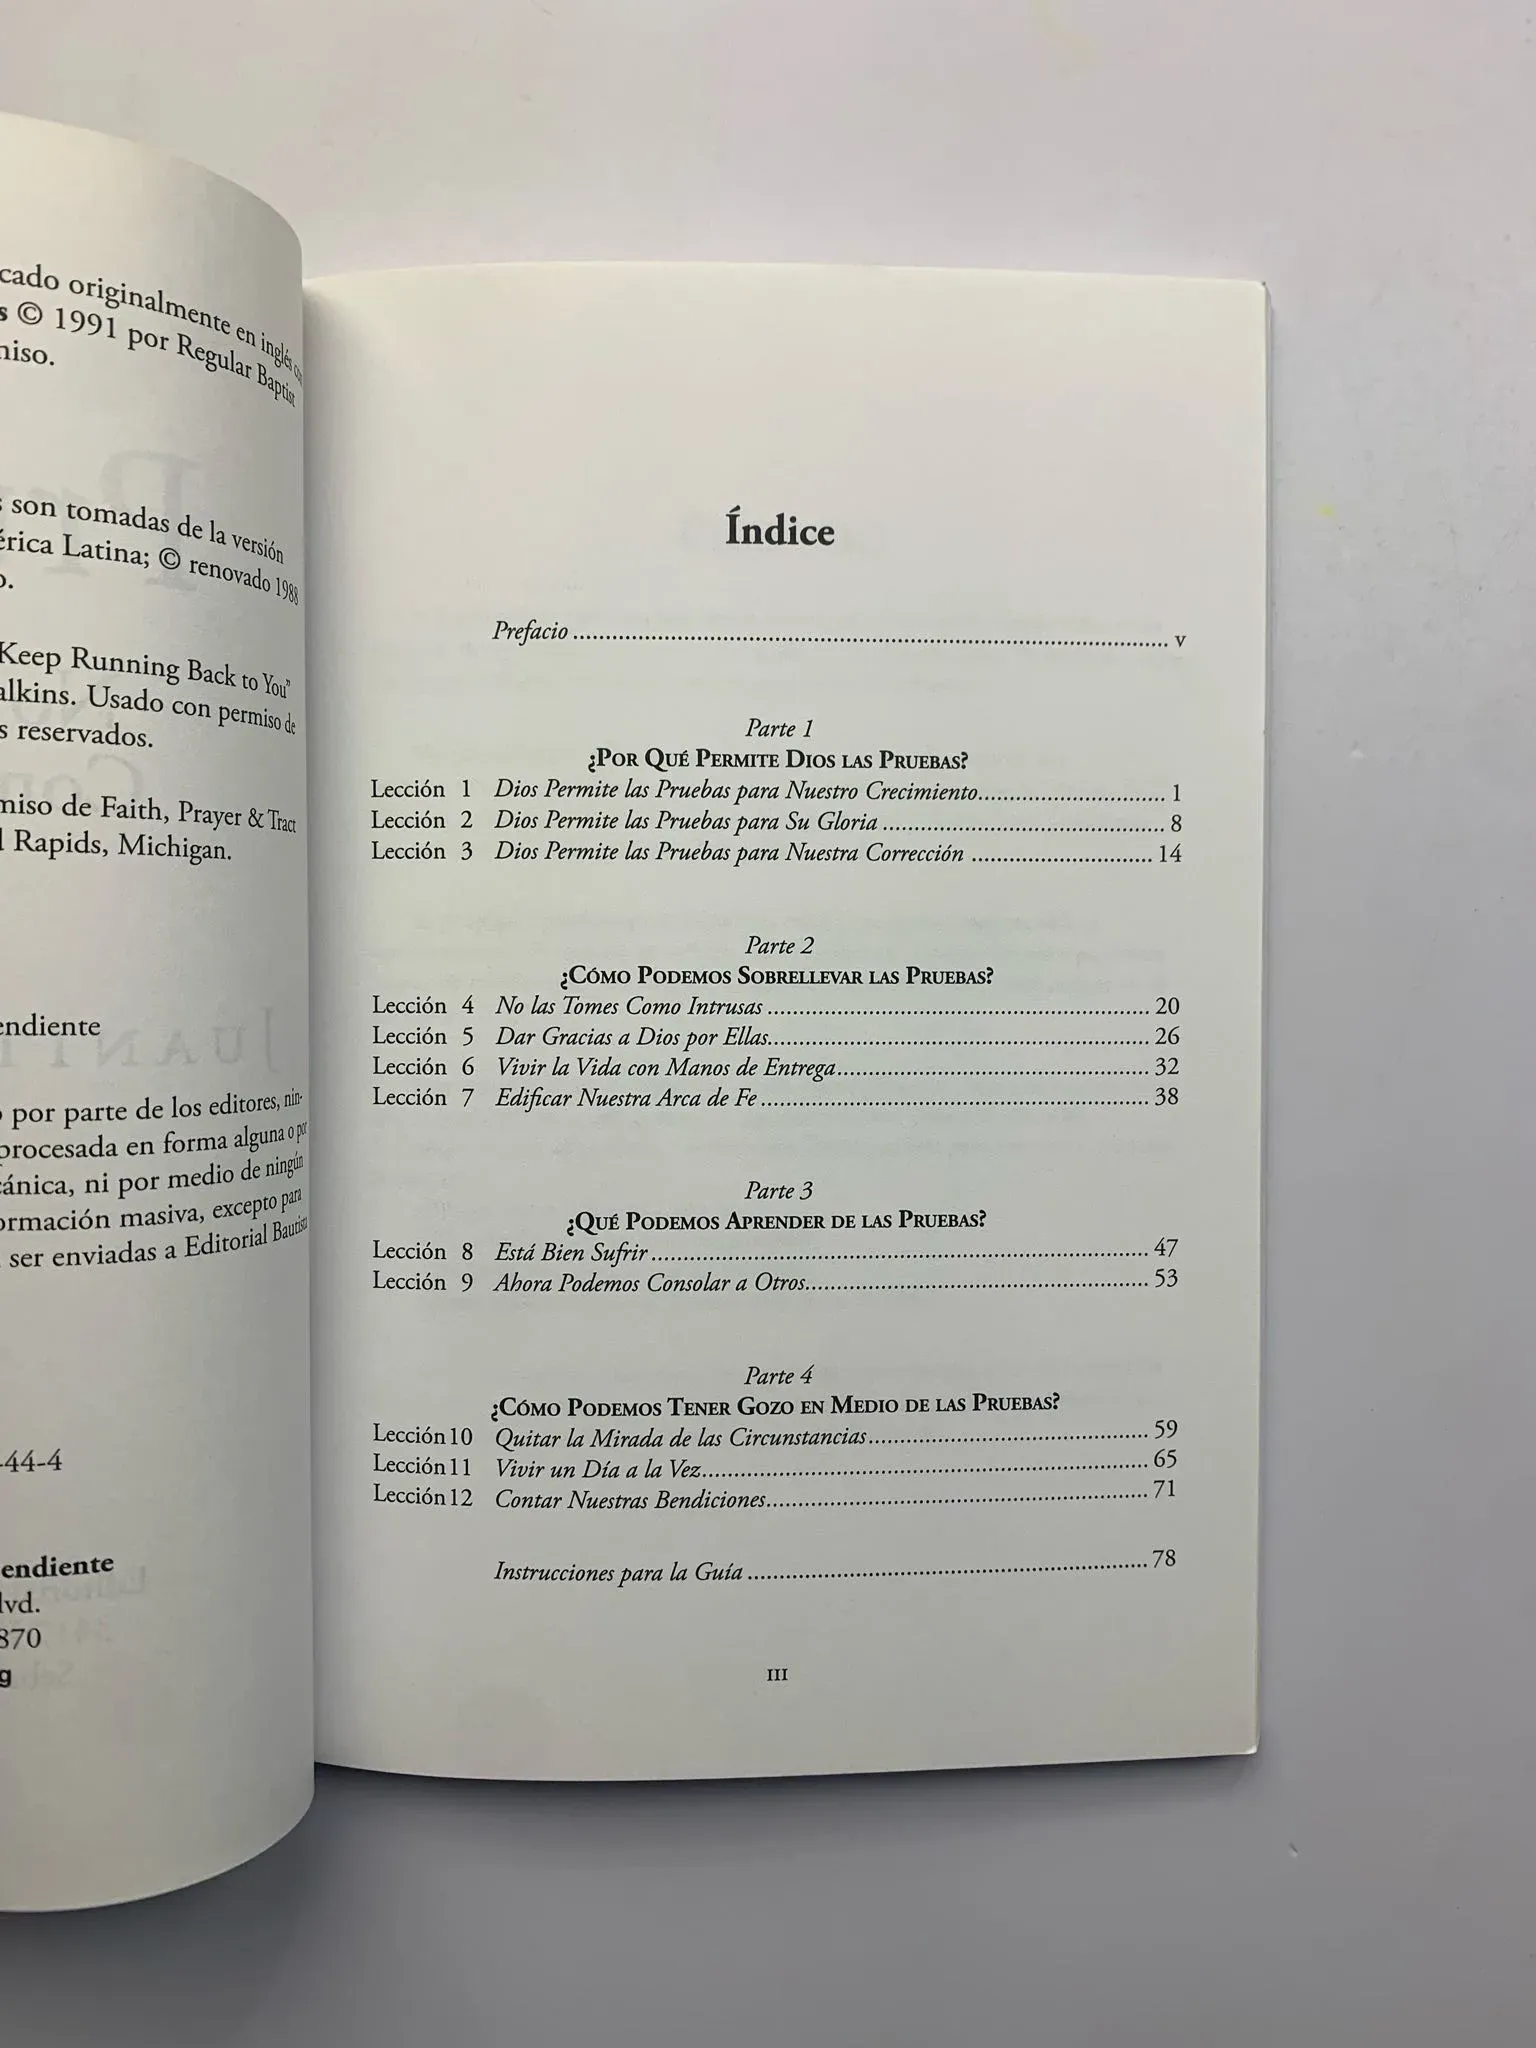 cado originalmente en inglés
s © 1991 por Regular Baptist
niso.
son tomadas de la versión
érica Latina; © renovado 1988
o.
Keep Running Back to You"
alkins. Usado con permiso de
s reservados.
miso de Faith, Prayer & Tract
Rapids, Michigan.
endiente
por parte de los editores, nin-
procesada en forma alguna o por
cánica, ni por medio de ningún
ormación masiva, excepto para
ser enviadas a Editorial Bautista
-44-4
endiente
lvd.
870
g
Índice
Prefacio ........ v
Parte 1
¿Por Qué Permite Dios las Pruebas?
Lección 1 Dios Permite las Pruebas para Nuestro Crecimiento........ 1
Lección 2 Dios Permite las Pruebas para Su Gloria ........ 8
Lección 3 Dios Permite las Pruebas para Nuestra Corrección ........ 14
Parte 2
¿Cómo Podemos Sobrellevar las Pruebas?
Lección 4 No las Tomes Como Intrusas ........ 20
Lección 5 Dar Gracias a Dios por Ellas........ 26
Lección 6 Vivir la Vida con Manos de Entrega........ 32
Lección 7 Edificar Nuestra Arca de Fe ........ 38
Parte 3
¿Qué Podemos Aprender de las Pruebas?
Lección 8 Está Bien Sufrir ........ 47
Lección 9 Ahora Podemos Consolar a Otros........ 53
Parte 4
¿Cómo Podemos Tener Gozo en Medio de las Pruebas?
Lección 10 Quitar la Mirada de las Circunstancias........ 59
Lección 11 Vivir un Día a la Vez........ 65
Lección 12 Contar Nuestras Bendiciones........ 71
Instrucciones para la Guía ........ 78
III